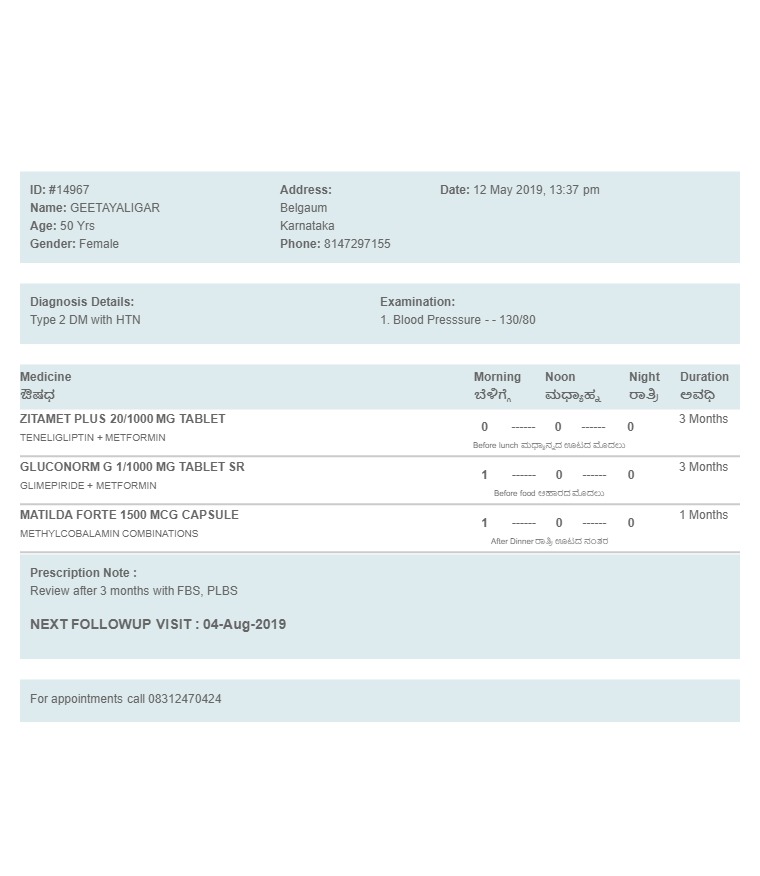 ID: #14967
Name: GEETAYALIGAR
Age: 50 Yrs
Gender: Female
Address:
Belgaum
Karnataka
Phone: 8147297155
Date: 12 May 2019, 13:37 pm
Diagnosis Details:
Type 2 DM with HTN
Examination:
1. Blood Presssure - - 130/80
Medicine Morning Noon Night Duration
ಔಷಧ ಬೆಳಿಗ್ಗೆ ಮಧ್ಯಾಹ್ನ ರಾತ್ರಿ ಅವಧಿ
ZITAMET PLUS 20/1000 MG TABLET 0 ------ 0 ------ 0 3 Months
TENELIGLIPTIN + METFORMIN
Before lunch ಮಧ್ಯಾನ್ನದ ಊಟದ ಮೊದಲು
GLUCONORM G 1/1000 MG TABLET SR 1 ------ 0 ------ 0 3 Months
GLIMEPIRIDE + METFORMIN
Before food ಆಹಾರದ ಮೊದಲು
MATILDA FORTE 1500 MCG CAPSULE 1 ------ 0 ------ 0 1 Months
METHYLCOBALAMIN COMBINATIONS
After Dinner ರಾತ್ರಿ ಊಟದ ನಂತರ
Prescription Note :
Review after 3 months with FBS, PLBS
NEXT FOLLOWUP VISIT : 04-Aug-2019
For appointments call 08312470424